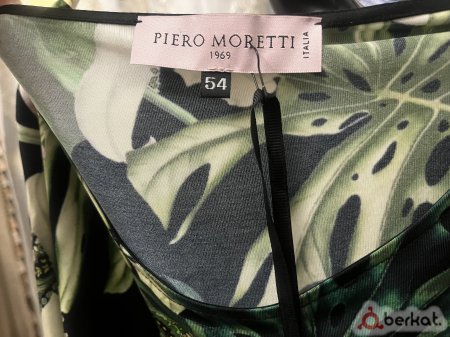 PIERO MORETTI
1969
ITALIA
54
berkat.